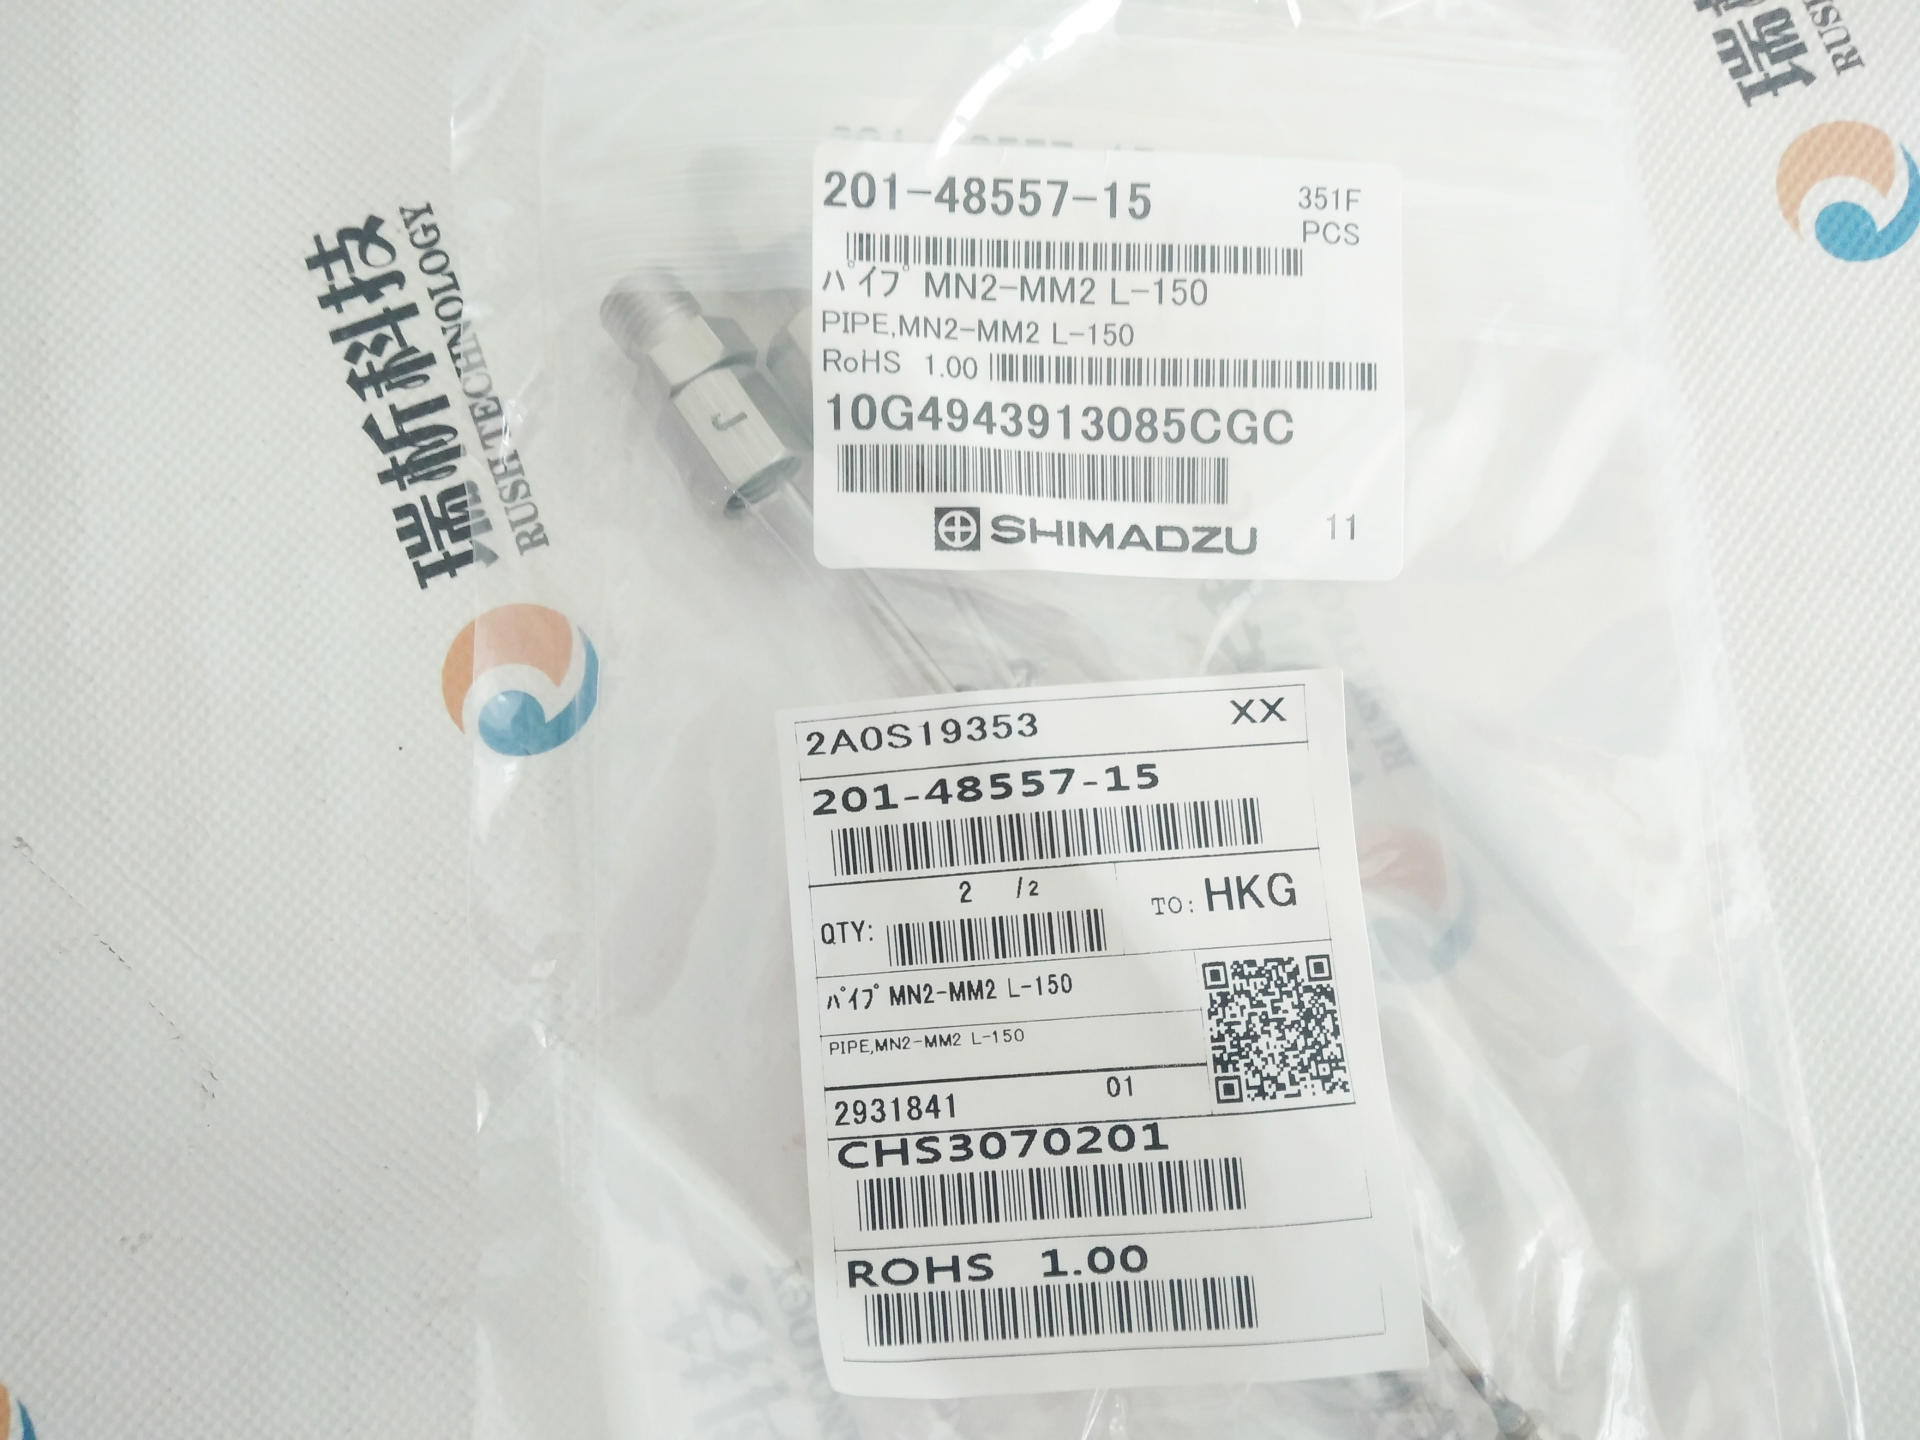 201-48557-15
351F
PCS
ﾊﾟｲﾌﾟ MN2-MM2 L-150
PIPE,MN2-MM2 L-150
RoHS 1.00
10G4943913085CGC
SHIMADZU 11
2A0S19353 XX
201-48557-15
2 /2
QTY: TO: HKG
ﾊﾟｲﾌﾟ MN2-MM2 L-150
PIPE,MN2-MM2 L-150
2931841 01
CHS3070201
ROHS 1.00
瑞析科技
RUSH TECHNOLOGY
瑞
RUSH